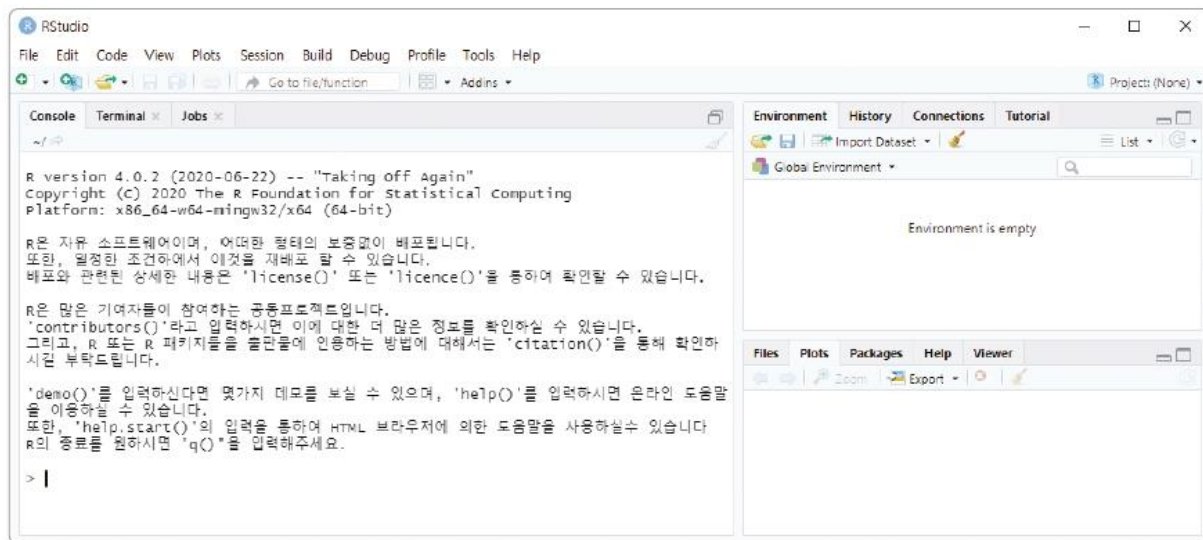 RStudio
File Edit Code View Plots Session Build Debug Profile Tools Help
Go to file/function Addins Project: (None)
Console Terminal Jobs
~/
R version 4.0.2 (2020-06-22) -- "Taking Off Again"
Copyright (C) 2020 The R Foundation for Statistical Computing
Platform: x86_64-w64-mingw32/x64 (64-bit)
R은 자유 소프트웨어이며, 어떠한 형태의 보증없이 배포됩니다.
또한, 일정한 조건하에서 이것을 재배포 할 수 있습니다.
배포와 관련된 상세한 내용은 'license()' 또는 'licence()'을 통하여 확인할 수 있습니다.
R은 많은 기여자들이 참여하는 공동프로젝트입니다.
'contributors()'라고 입력하시면 이에 대한 더 많은 정보를 확인하실 수 있습니다.
그리고, R 또는 R 패키지들을 출판물에 인용하는 방법에 대해서는 'citation()'을 통해 확인하
시길 부탁드립니다.
'demo()'를 입력하신다면 몇가지 데모를 보실 수 있으며, 'help()'를 입력하시면 온라인 도움말
을 이용하실 수 있습니다.
또한, 'help.start()'의 입력을 통하여 HTML 브라우저에 의한 도움말을 사용하실수 있습니다
R의 종료를 원하시면 'q()'을 입력해주세요.
>
Environment History Connections Tutorial
Import Dataset List
Global Environment
Environment is empty
Files Plots Packages Help Viewer
Zoom Export